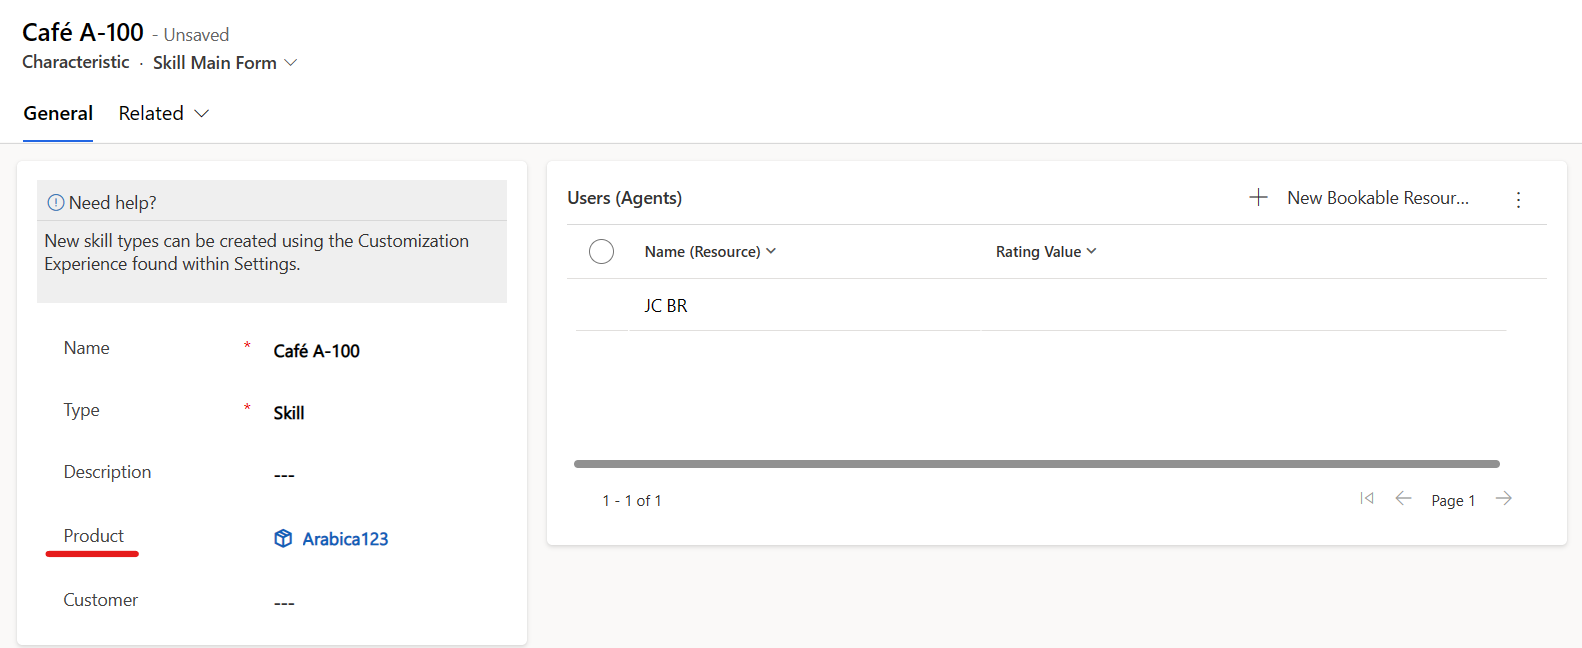 Café A-100 - Unsaved
Characteristic · Skill Main Form
General Related
Need help?
New skill types can be created using the Customization
Experience found within Settings.
Name * Café A-100
Type * Skill
Description ---
Product Arabica123
Customer ---
Users (Agents) New Bookable Resour...
Name (Resource) Rating Value
JC BR
1 - 1 of 1 Page 1